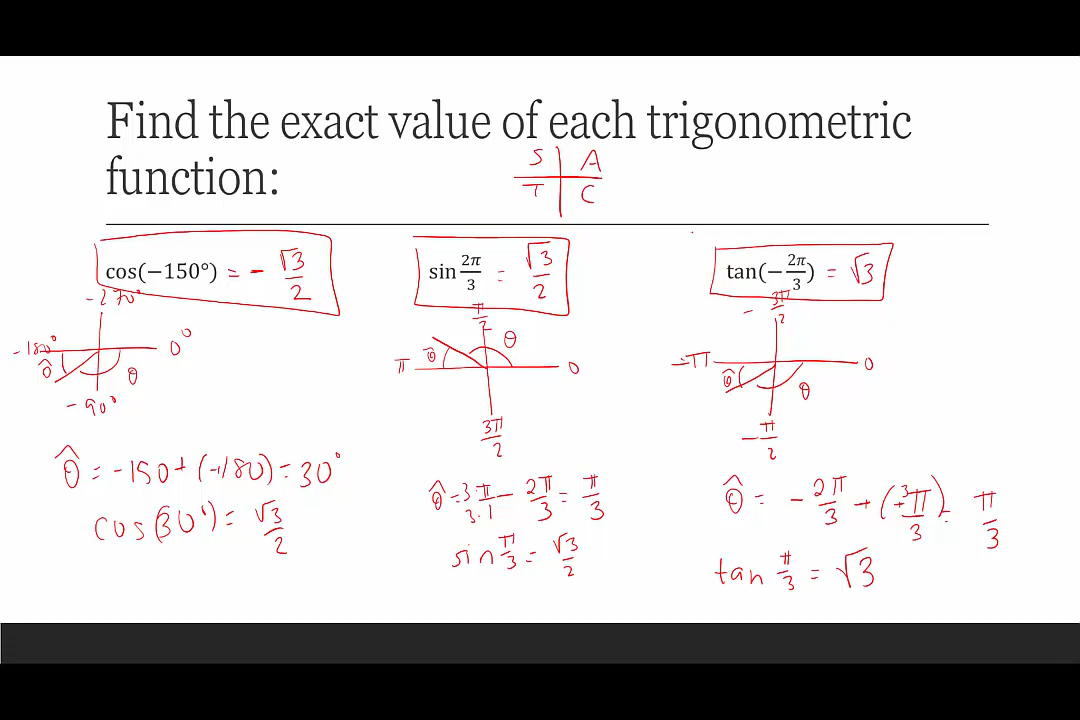 Find the exact value of each trigonometric
function:
S A
T C
cos(−150°) = - √3/2
-270°
-180° 0°
θ̂ θ
-90°
θ̂ = -150 + (+180) = 30°
cos(30°) = √3/2
sin 2π/3 = √3/2
π/2
θ̂ θ
π 0
3π/2
θ̂ = 3·π/3·1 - 2π/3 = π/3
sin π/3 = √3/2
tan(−2π/3) = √3
-3π/2
-π 0
θ̂ θ
-π/2
θ̂ = -2π/3 + (+3π/3) = π/3
tan π/3 = √3